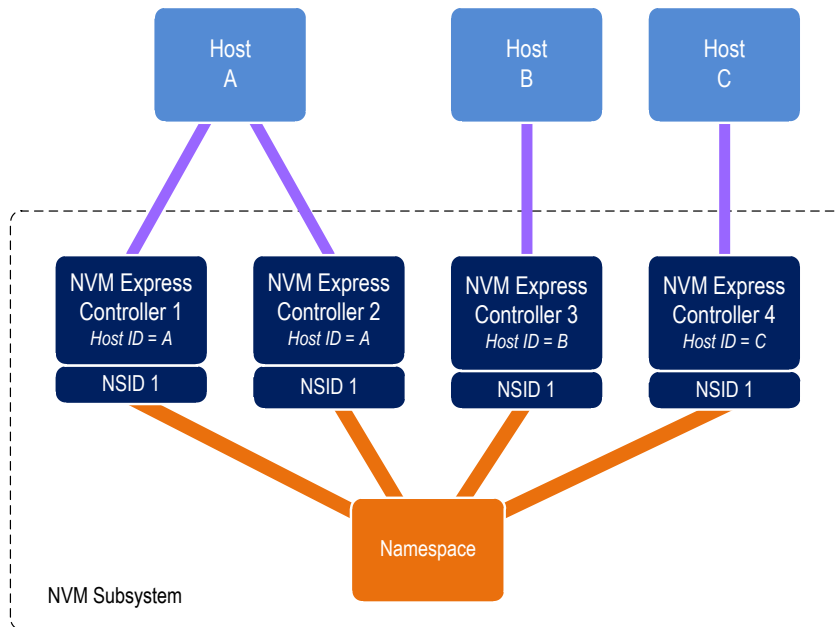 Host
A
Host
B
Host
C
NVM Express
Controller 1
Host ID = A
NVM Express
Controller 2
Host ID = A
NVM Express
Controller 3
Host ID = B
NVM Express
Controller 4
Host ID = C
NSID 1
NSID 1
NSID 1
NSID 1
Namespace
NVM Subsystem